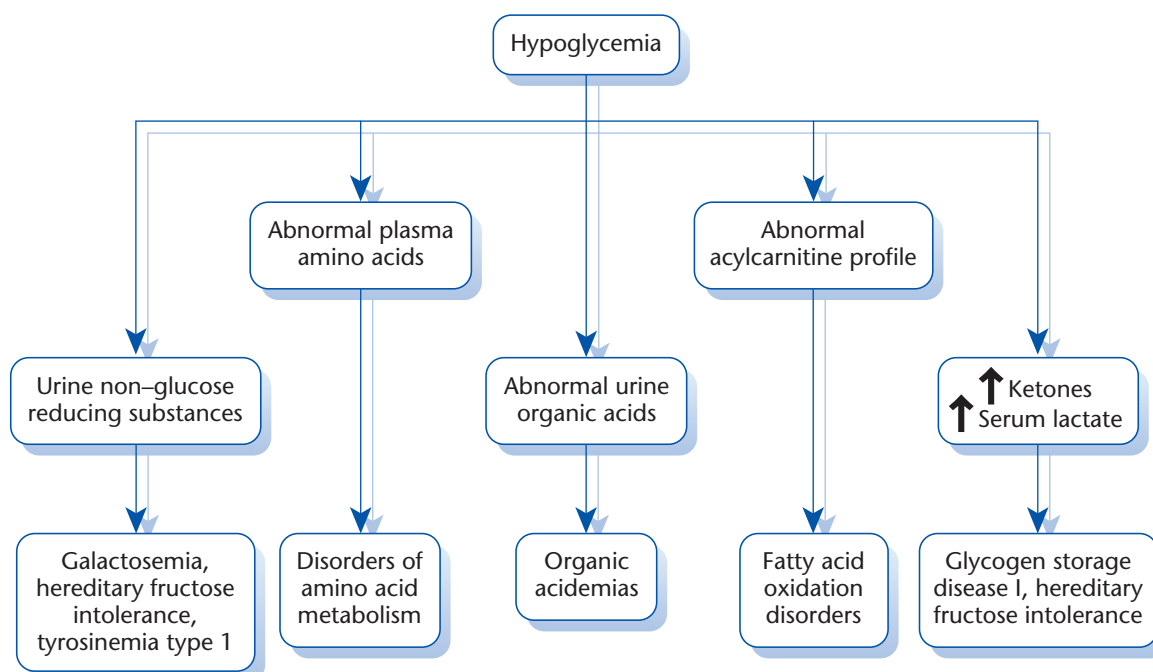 Hypoglycemia
Abnormal plasma
amino acids
Abnormal
acylcarnitine profile
Urine non–glucose
reducing substances
Abnormal urine
organic acids
↑ Ketones
↑ Serum lactate
Galactosemia,
hereditary fructose
intolerance,
tyrosinemia type 1
Disorders of
amino acid
metabolism
Organic
acidemias
Fatty acid
oxidation
disorders
Glycogen storage
disease I, hereditary
fructose intolerance